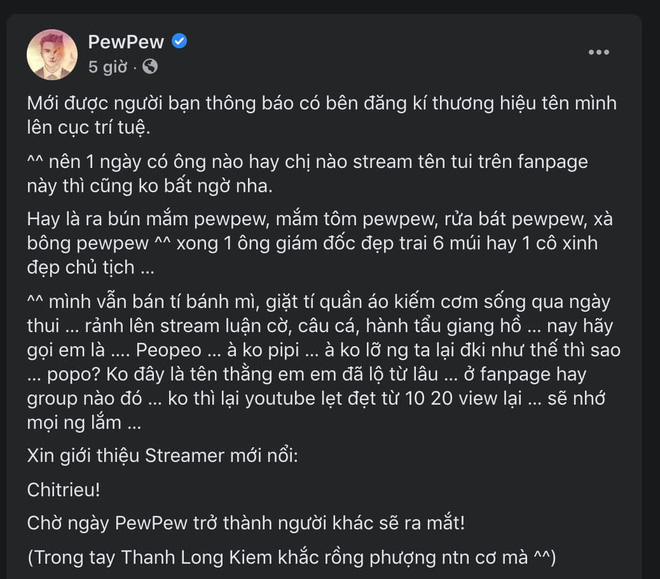 PewPew
5 giờ ·
Mới được người bạn thông báo có bên đăng kí thương hiệu tên mình
lên cục trí tuệ.
^^ nên 1 ngày có ông nào hay chị nào stream tên tui trên fanpage
này thì cũng ko bất ngờ nha.
Hay là ra bún mắm pewpew, mắm tôm pewpew, rửa bát pewpew, xà
bông pewpew ^^ xong 1 ông giám đốc đẹp trai 6 múi hay 1 cô xinh
đẹp chủ tịch ...
^^ mình vẫn bán tí bánh mì, giặt tí quần áo kiếm cơm sống qua ngày
thui ... rảnh lên stream luận cờ, câu cá, hành tẩu giang hồ ... nay hãy
gọi em là .... Peopeo ... à ko pipi ... à ko lỡ ng ta lại đki như thế thì sao
... popo? Ko đây là tên thằng em em đã lộ từ lâu ... ở fanpage hay
group nào đó ... ko thì lại youtube lẹt đẹt từ 10 20 view lại ... sẽ nhớ
mọi ng lắm ...
Xin giới thiệu Streamer mới nổi:
Chitrieu!
Chờ ngày PewPew trở thành người khác sẽ ra mắt!
(Trong tay Thanh Long Kiem khắc rồng phượng ntn cơ mà ^^)